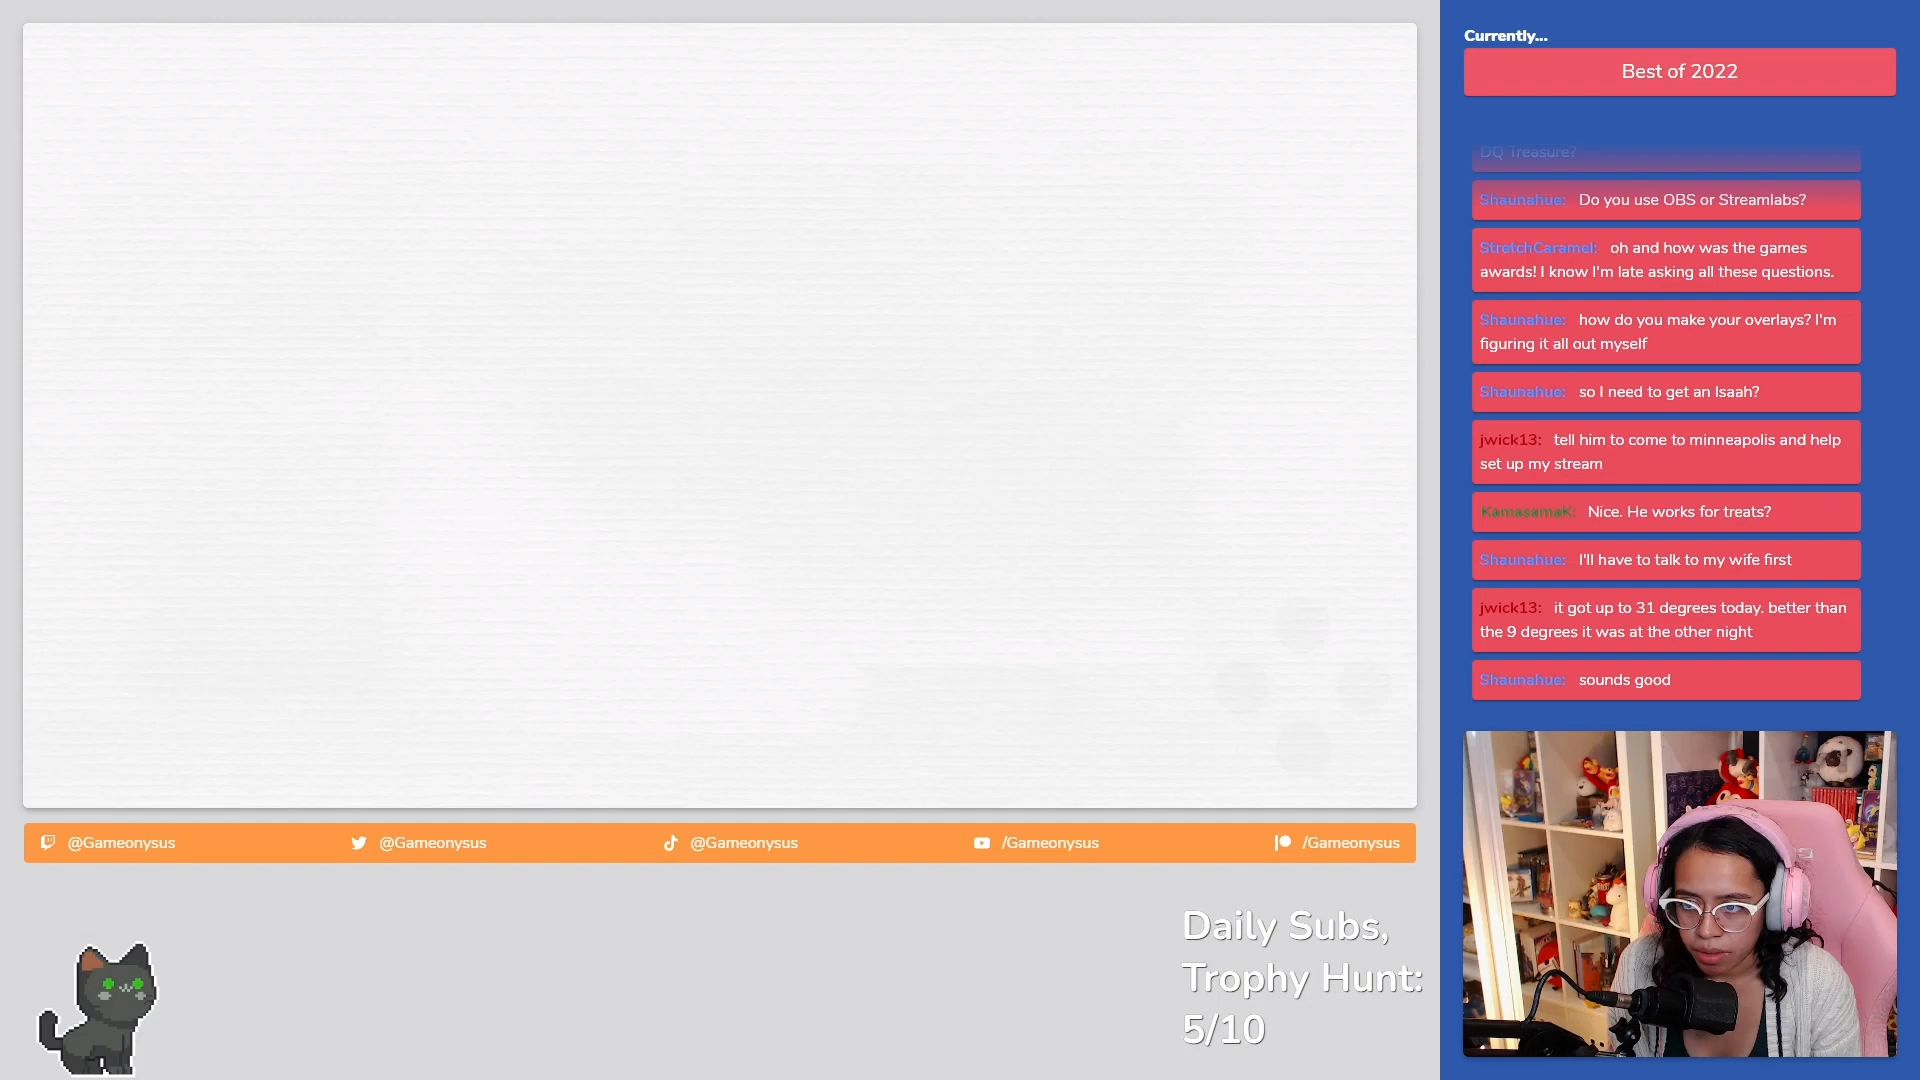 Currently...
Best of 2022
DQ Treasure?
Shaunahue: Do you use OBS or Streamlabs?
StretchCaramel: oh and how was the games
awards! I know I'm late asking all these questions.
Shaunahue: how do you make your overlays? I'm
figuring it all out myself
Shaunahue: so I need to get an Isaah?
jwick13: tell him to come to minneapolis and help
set up my stream
KamasamaK: Nice. He works for treats?
Shaunahue: I'll have to talk to my wife first
jwick13: it got up to 31 degrees today. better than
the 9 degrees it was at the other night
Shaunahue: sounds good
@Gameonysus @Gameonysus @Gameonysus /Gameonysus /Gameonysus
Daily Subs,
Trophy Hunt:
5/10